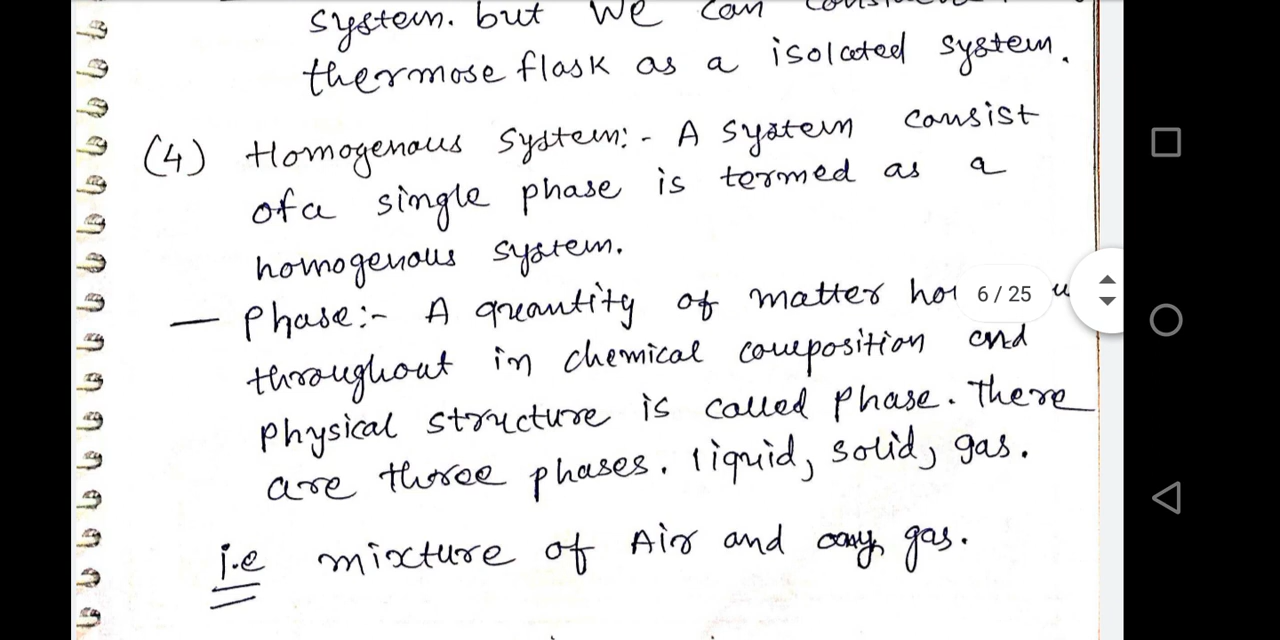 system. but we can
thermose flask as a isolated system.
(4) Homogenous system:- A system consist
of a single phase is termed as a
homogenous system.
— Phase:- A quantity of matter
6/25
throughout in chemical composition and
physical structure is called phase. There
are three phases. liquid, solid, gas.
i.e mixture of Air and any gas.